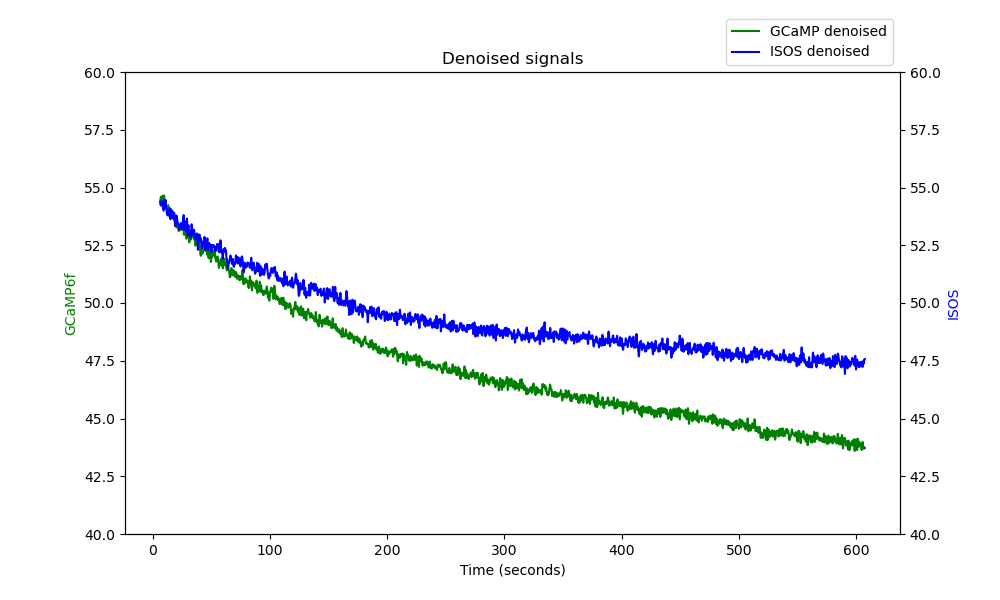 GCaMP denoised
ISOS denoised
Denoised signals
60.0
57.5
55.0
52.5
50.0
47.5
45.0
42.5
40.0
GCaMP6f
60.0
57.5
55.0
52.5
50.0
47.5
45.0
42.5
40.0
ISOS
0 100 200 300 400 500 600
Time (seconds)